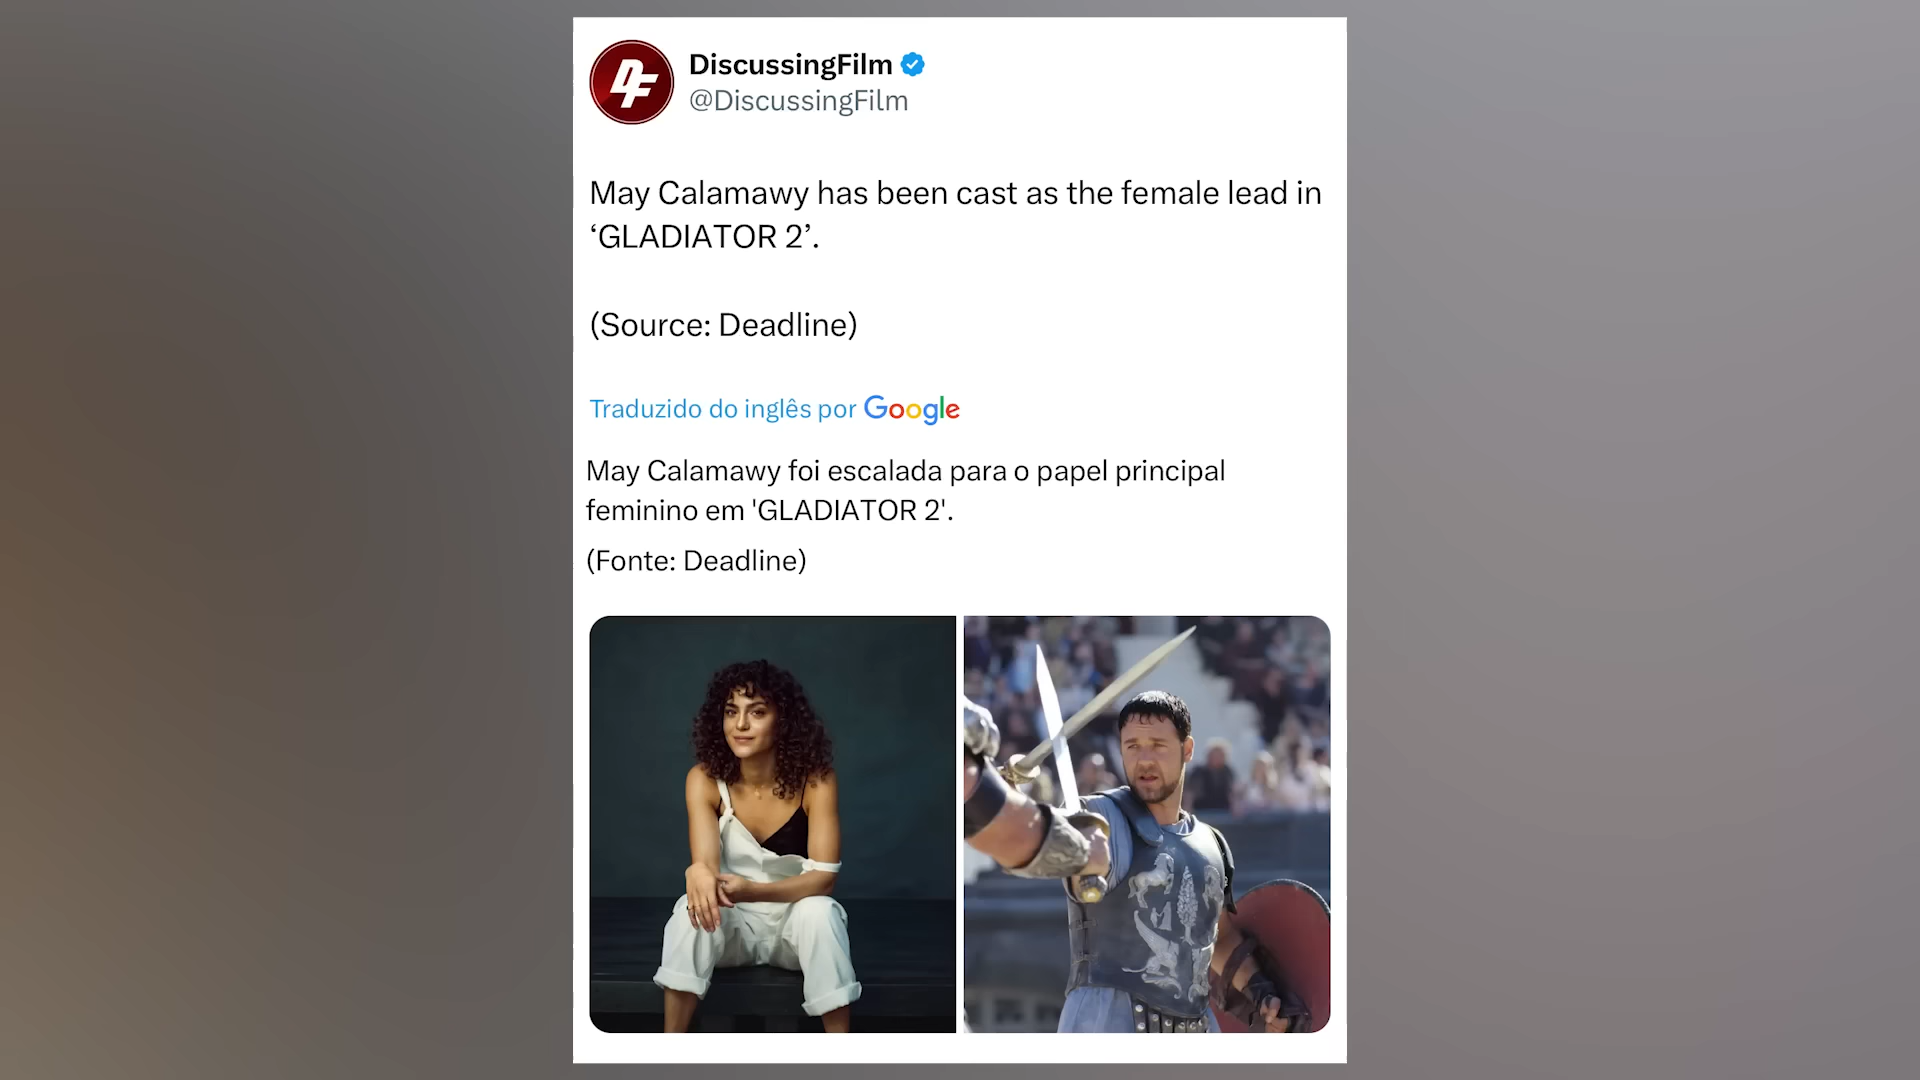 DF
DiscussingFilm
@DiscussingFilm
May Calamawy has been cast as the female lead in
‘GLADIATOR 2’.
(Source: Deadline)
Traduzido do inglês por Google
May Calamawy foi escalada para o papel principal
feminino em 'GLADIATOR 2'.
(Fonte: Deadline)